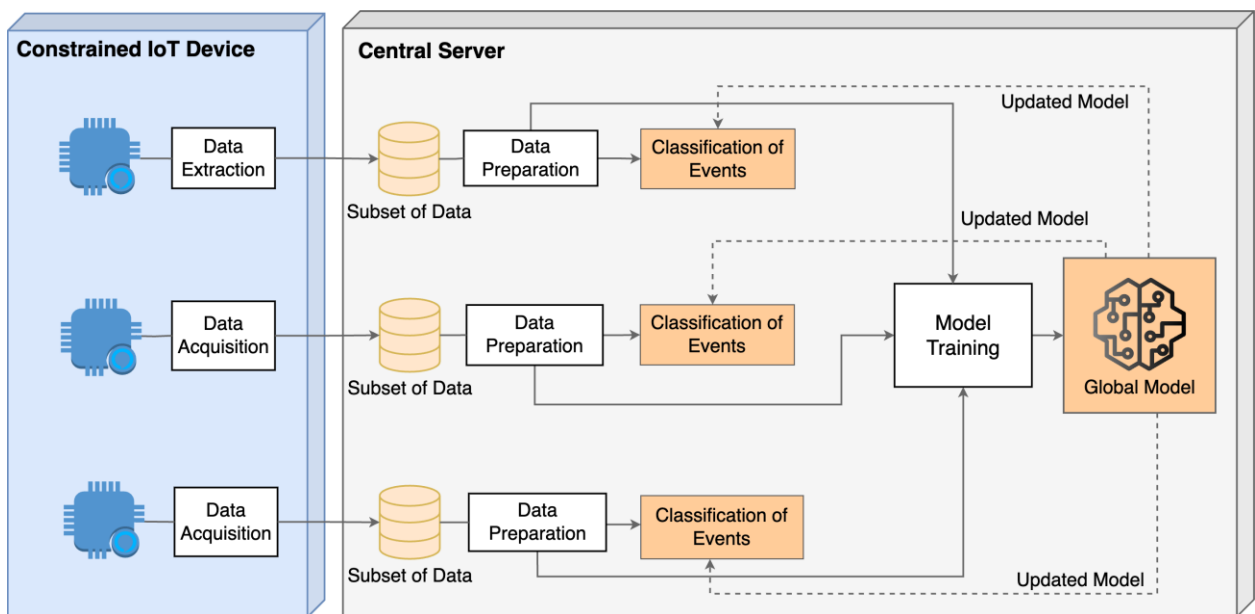 Constrained IoT Device
Central Server
Updated Model
Data
Extraction
Subset of Data
Data
Preparation
Classification of
Events
Updated Model
Data
Acquisition
Subset of Data
Data
Preparation
Classification of
Events
Model
Training
Global Model
Data
Acquisition
Subset of Data
Data
Preparation
Classification of
Events
Updated Model